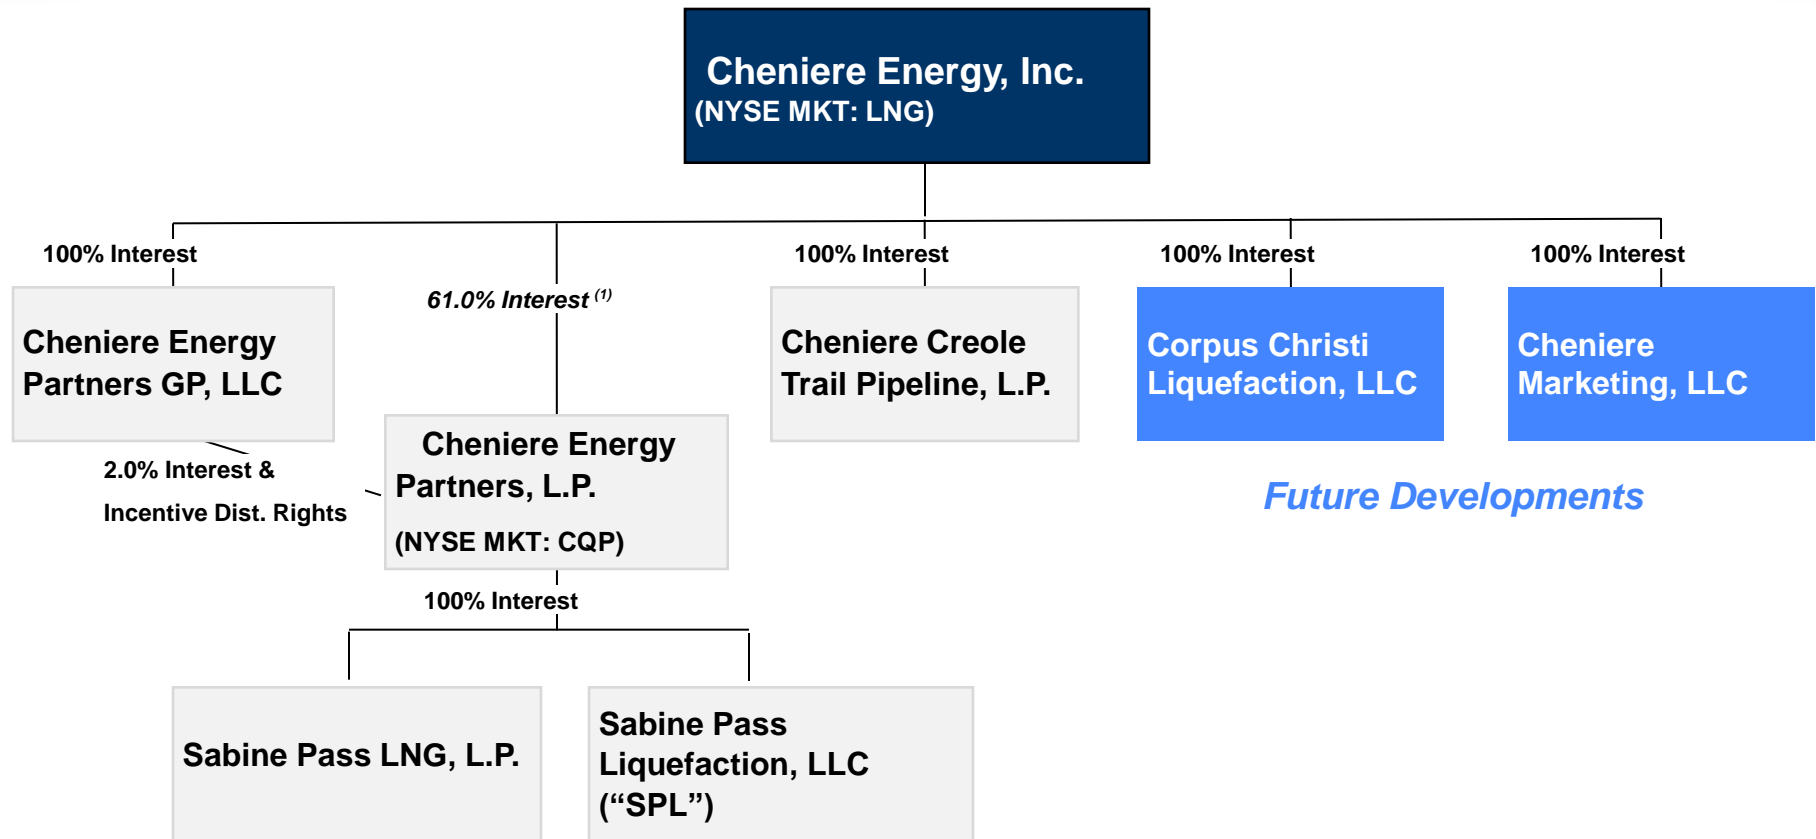 Cheniere Energy, Inc.
(NYSE MKT: LNG)
100% Interest
61.0% Interest (1)
100% Interest
100% Interest
100% Interest
Cheniere Energy
Partners GP, LLC
Cheniere Creole
Trail Pipeline, L.P.
Corpus Christi
Liquefaction, LLC
Cheniere
Marketing, LLC
2.0% Interest &
Incentive Dist. Rights
Cheniere Energy
Partners, L.P.
(NYSE MKT: CQP)
Future Developments
100% Interest
Sabine Pass LNG, L.P.
Sabine Pass
Liquefaction, LLC
(“SPL”)